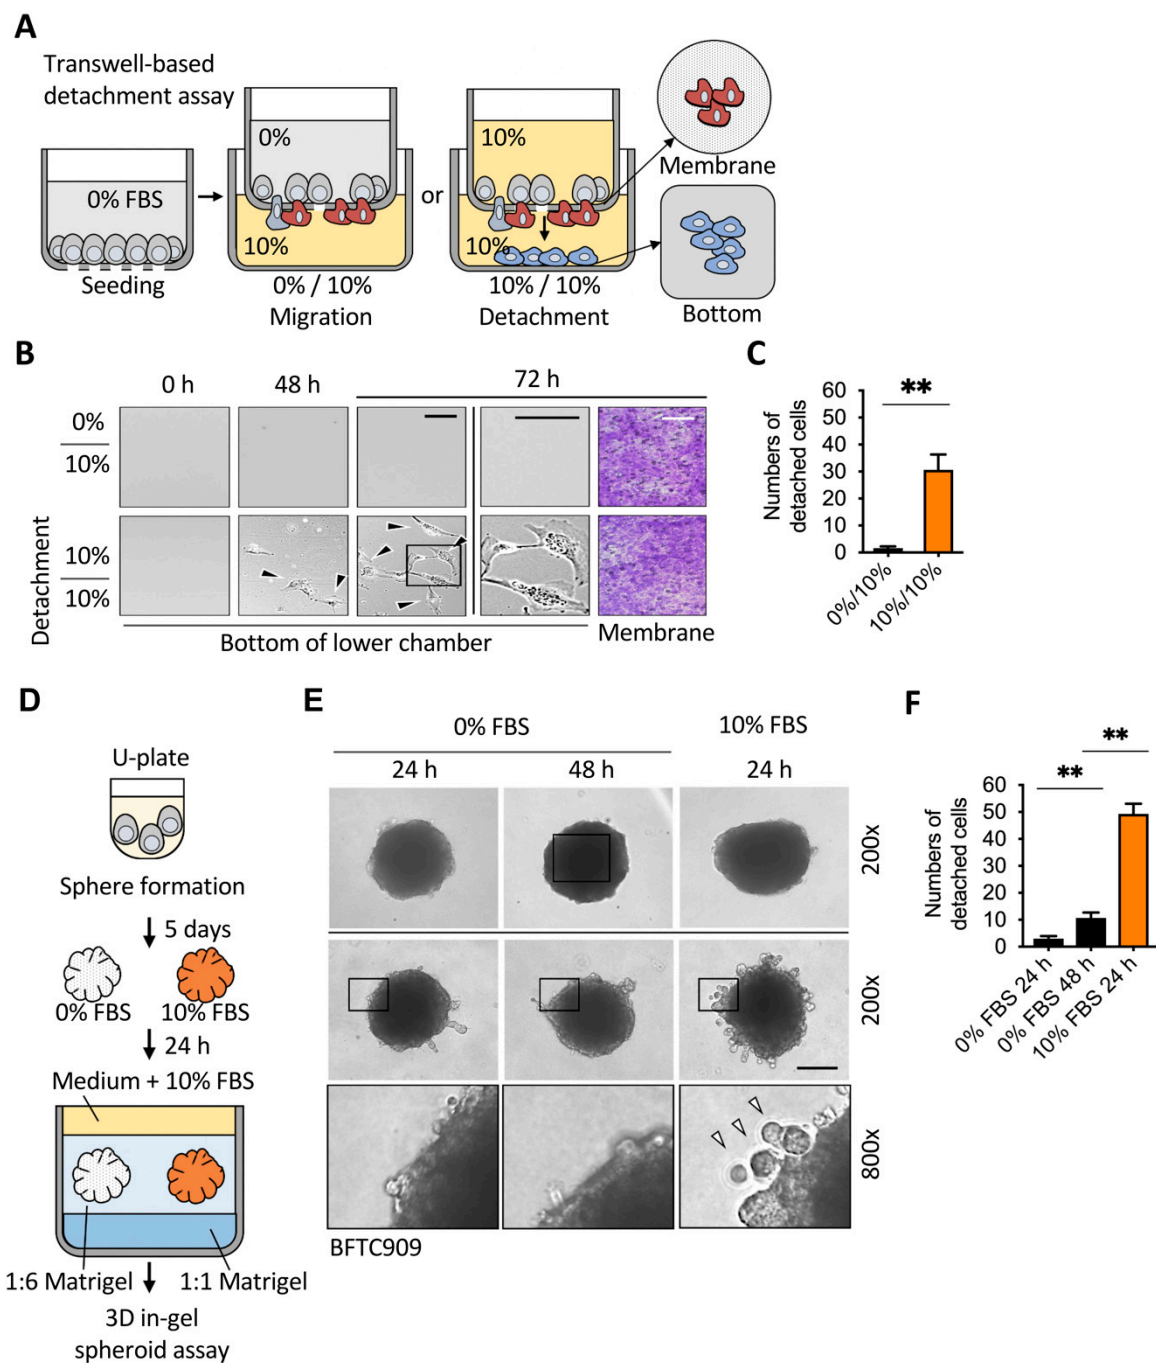 A
Transwell-based
detachment assay
0% FBS
Seeding
0%
10%
0% / 10%
Migration
or
10%
10%
10% / 10%
Detachment
Membrane
Bottom
B
0 h
48 h
72 h
0%
10%
Detachment
10%
10%
Bottom of lower chamber
Membrane
C
Numbers of
detached cells
60
50
40
30
20
10
0
**
0%/10%
10%/10%
D
U-plate
Sphere formation
5 days
0% FBS
10% FBS
24 h
Medium + 10% FBS
1:6 Matrigel
1:1 Matrigel
3D in-gel
spheroid assay
E
0% FBS
10% FBS
24 h
48 h
24 h
200x
200x
800x
BFTC909
F
Numbers of
detached cells
60
50
40
30
20
10
0
**
**
0% FBS 24 h
0% FBS 48 h
10% FBS 24 h